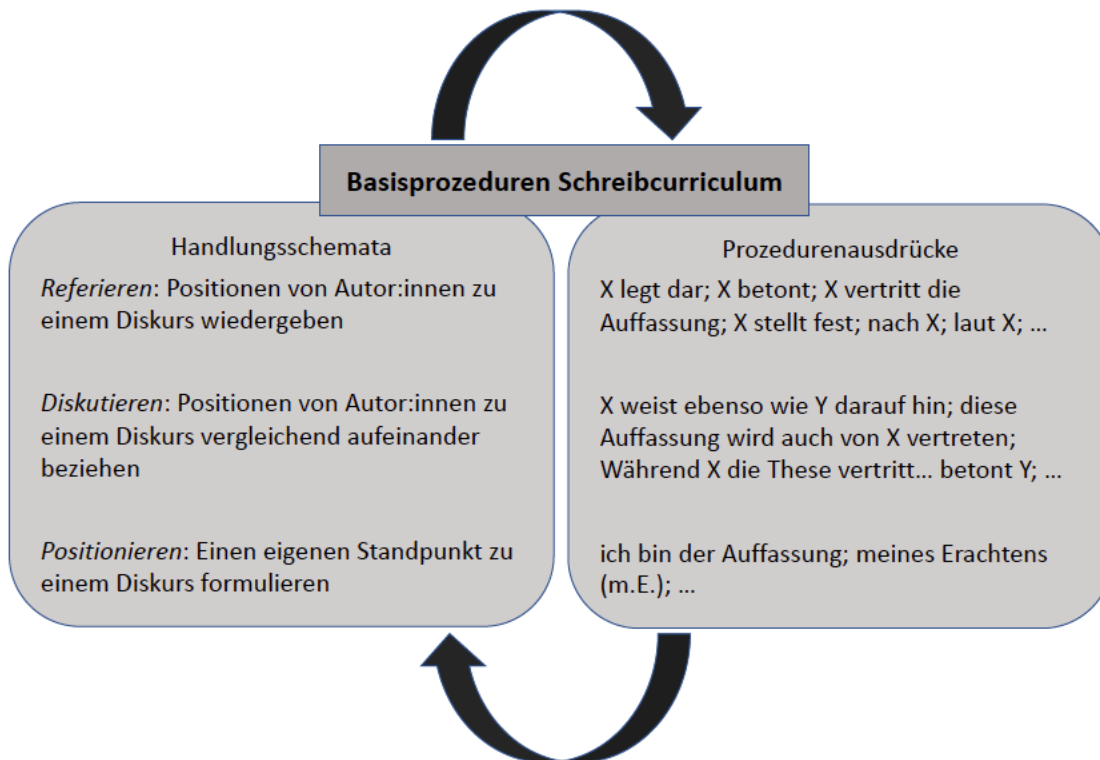 Basisprozeduren Schreibcurriculum
Handlungsschemata
Referieren: Positionen von Autor:innen zu
einem Diskurs wiedergeben
Diskutieren: Positionen von Autor:innen zu
einem Diskurs vergleichend aufeinander
beziehen
Positionieren: Einen eigenen Standpunkt zu
einem Diskurs formulieren
Prozedurenausdrücke
X legt dar; X betont; X vertritt die
Auffassung; X stellt fest; nach X; laut X; …
X weist ebenso wie Y darauf hin; diese
Auffassung wird auch von X vertreten;
Während X die These vertritt… betont Y; …
ich bin der Auffassung; meines Erachtens
(m.E.); …